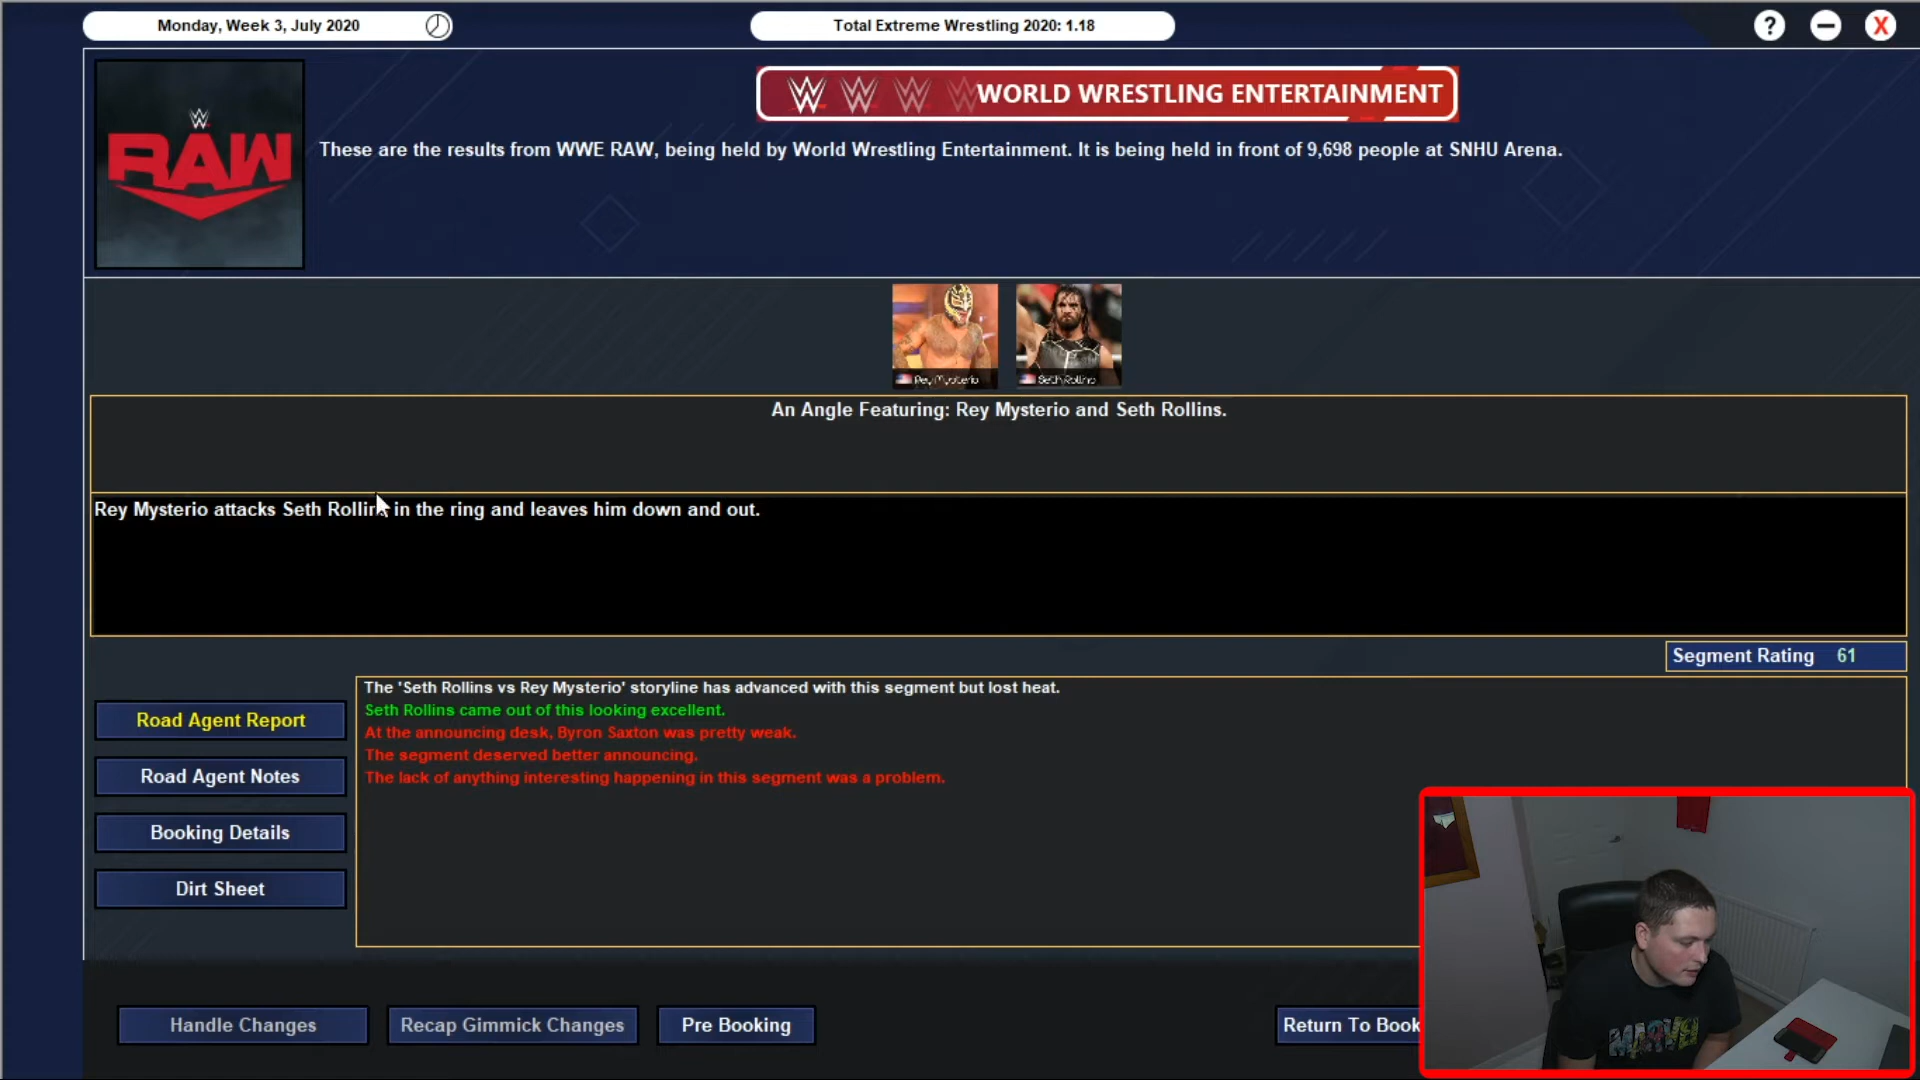 Monday, Week 3, July 2020
Total Extreme Wrestling 2020: 1.18
?
X
WORLD WRESTLING ENTERTAINMENT
RAW
These are the results from WWE RAW, being held by World Wrestling Entertainment. It is being held in front of 9,698 people at SNHU Arena.
Rey Mysterio
Seth Rollins
An Angle Featuring: Rey Mysterio and Seth Rollins.
Rey Mysterio attacks Seth Rollins in the ring and leaves him down and out.
Segment Rating 61
The 'Seth Rollins vs Rey Mysterio' storyline has advanced with this segment but lost heat.
Seth Rollins came out of this looking excellent.
At the announcing desk, Byron Saxton was pretty weak.
The segment deserved better announcing.
The lack of anything interesting happening in this segment was a problem.
Road Agent Report
Road Agent Notes
Booking Details
Dirt Sheet
Handle Changes
Recap Gimmick Changes
Pre Booking
Return To Book
MARVEL